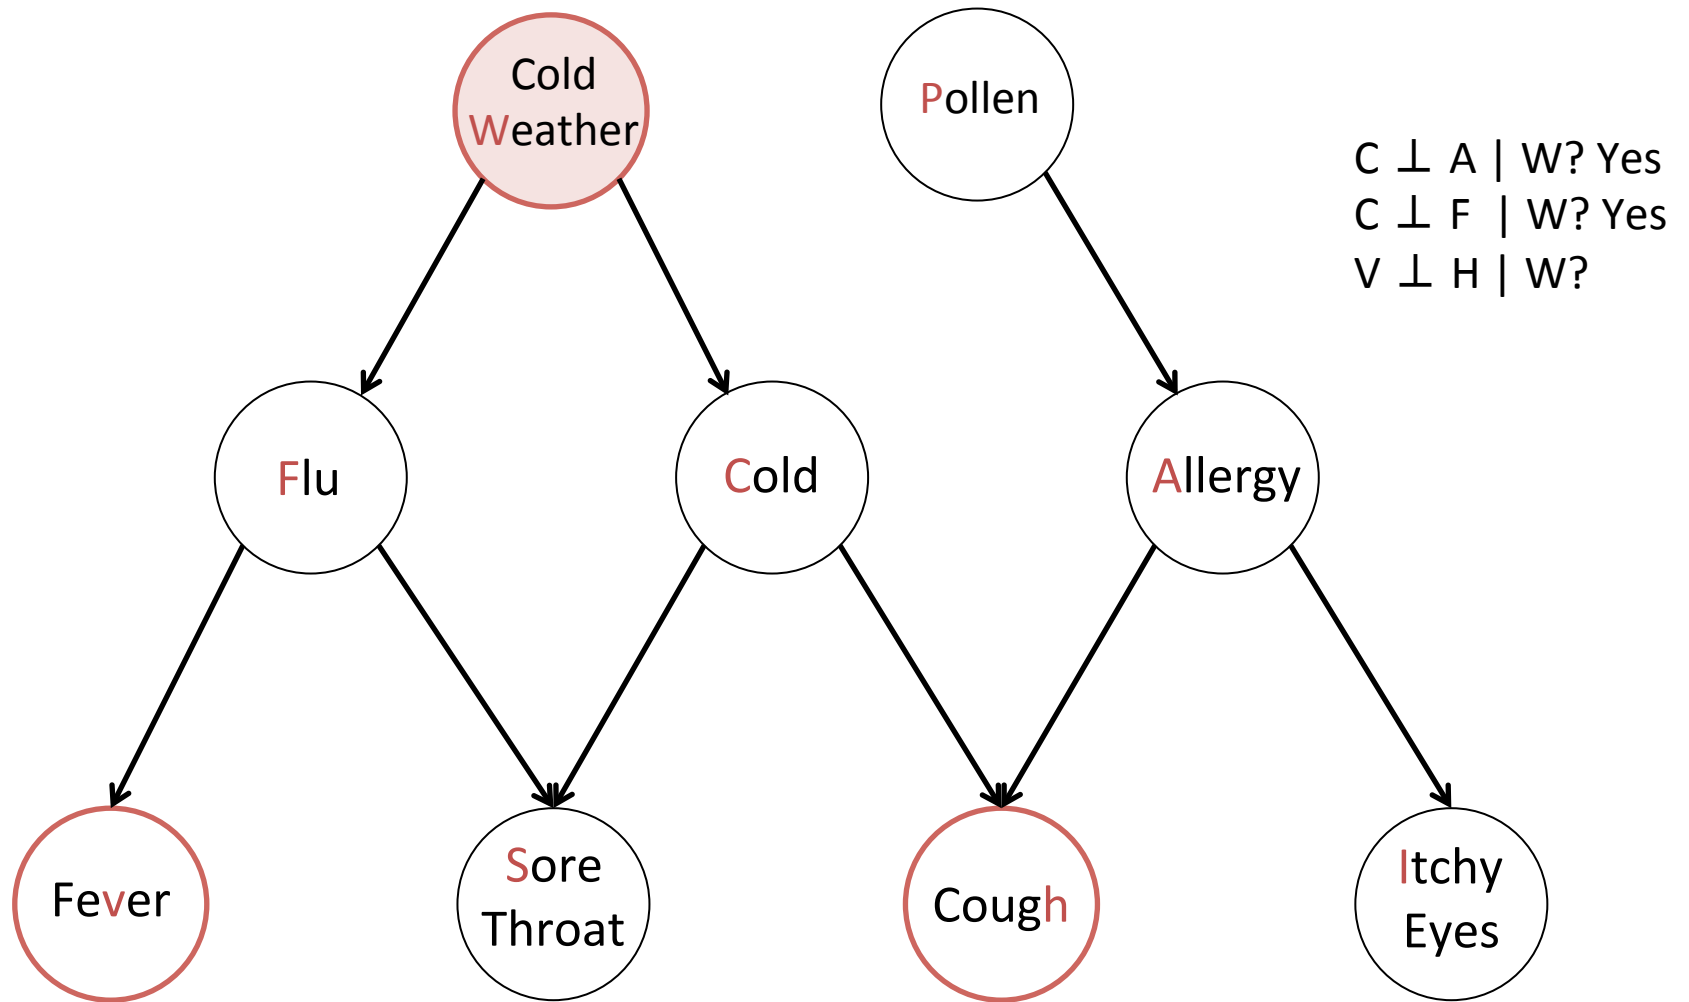 Cold
Weather
Pollen
C ⊥ A | W? Yes
C ⊥ F | W? Yes
V ⊥ H | W?
Flu
Cold
Allergy
Fever
Sore
Throat
Cough
Itchy
Eyes